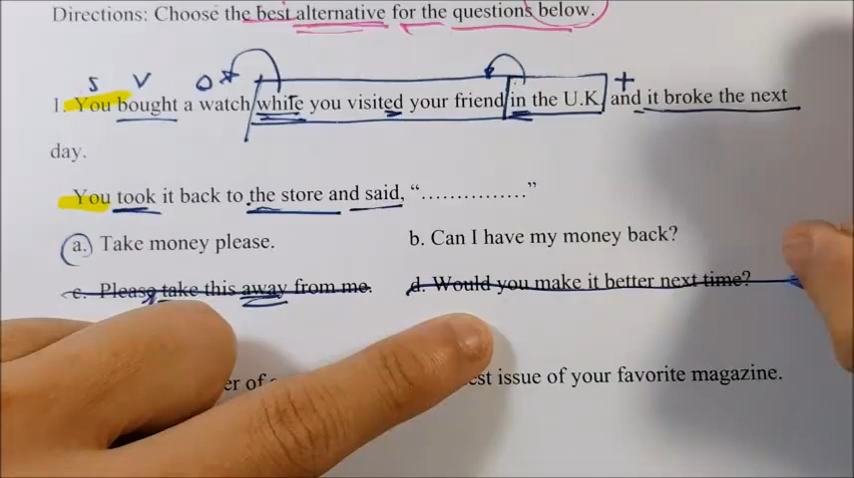 Directions: Choose the best alternative for the questions below.
S V O
+
1. You bought a watch while you visited your friend in the U.K. and it broke the next
day.
You took it back to the store and said, “……………”
a. Take money please. b. Can I have my money back?
c. Please take this away from me. d. Would you make it better next time?
issue of your favorite magazine.